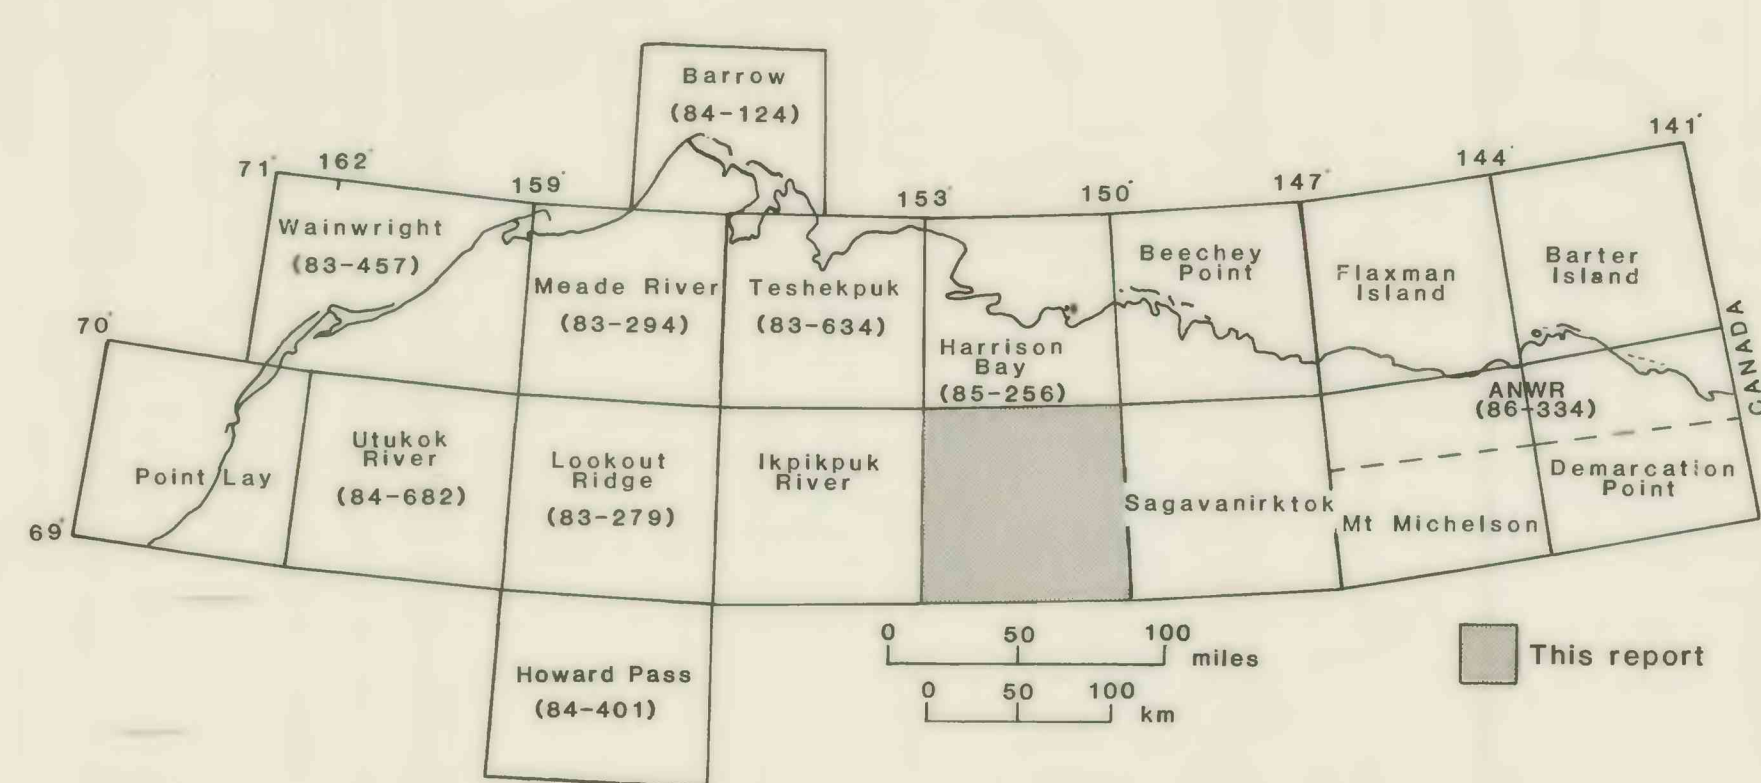 Barrow
(84-124)
71°
162°
159°
153°
150°
147°
144°
141°
Wainwright
(83-457)
Meade River
(83-294)
Teshekpuk
(83-634)
Harrison
Bay
(85-256)
Beechey
Point
Flaxman
Island
Barter
Island
CANADA
70°
ANWR
(86-334)
Point Lay
Utukok
River
(84-682)
Lookout
Ridge
(83-279)
Ikpikpuk
River
Sagavanirktok
Mt Michelson
Demarcation
Point
69°
Howard Pass
(84-401)
0 50 100
miles
0 50 100
km
This report